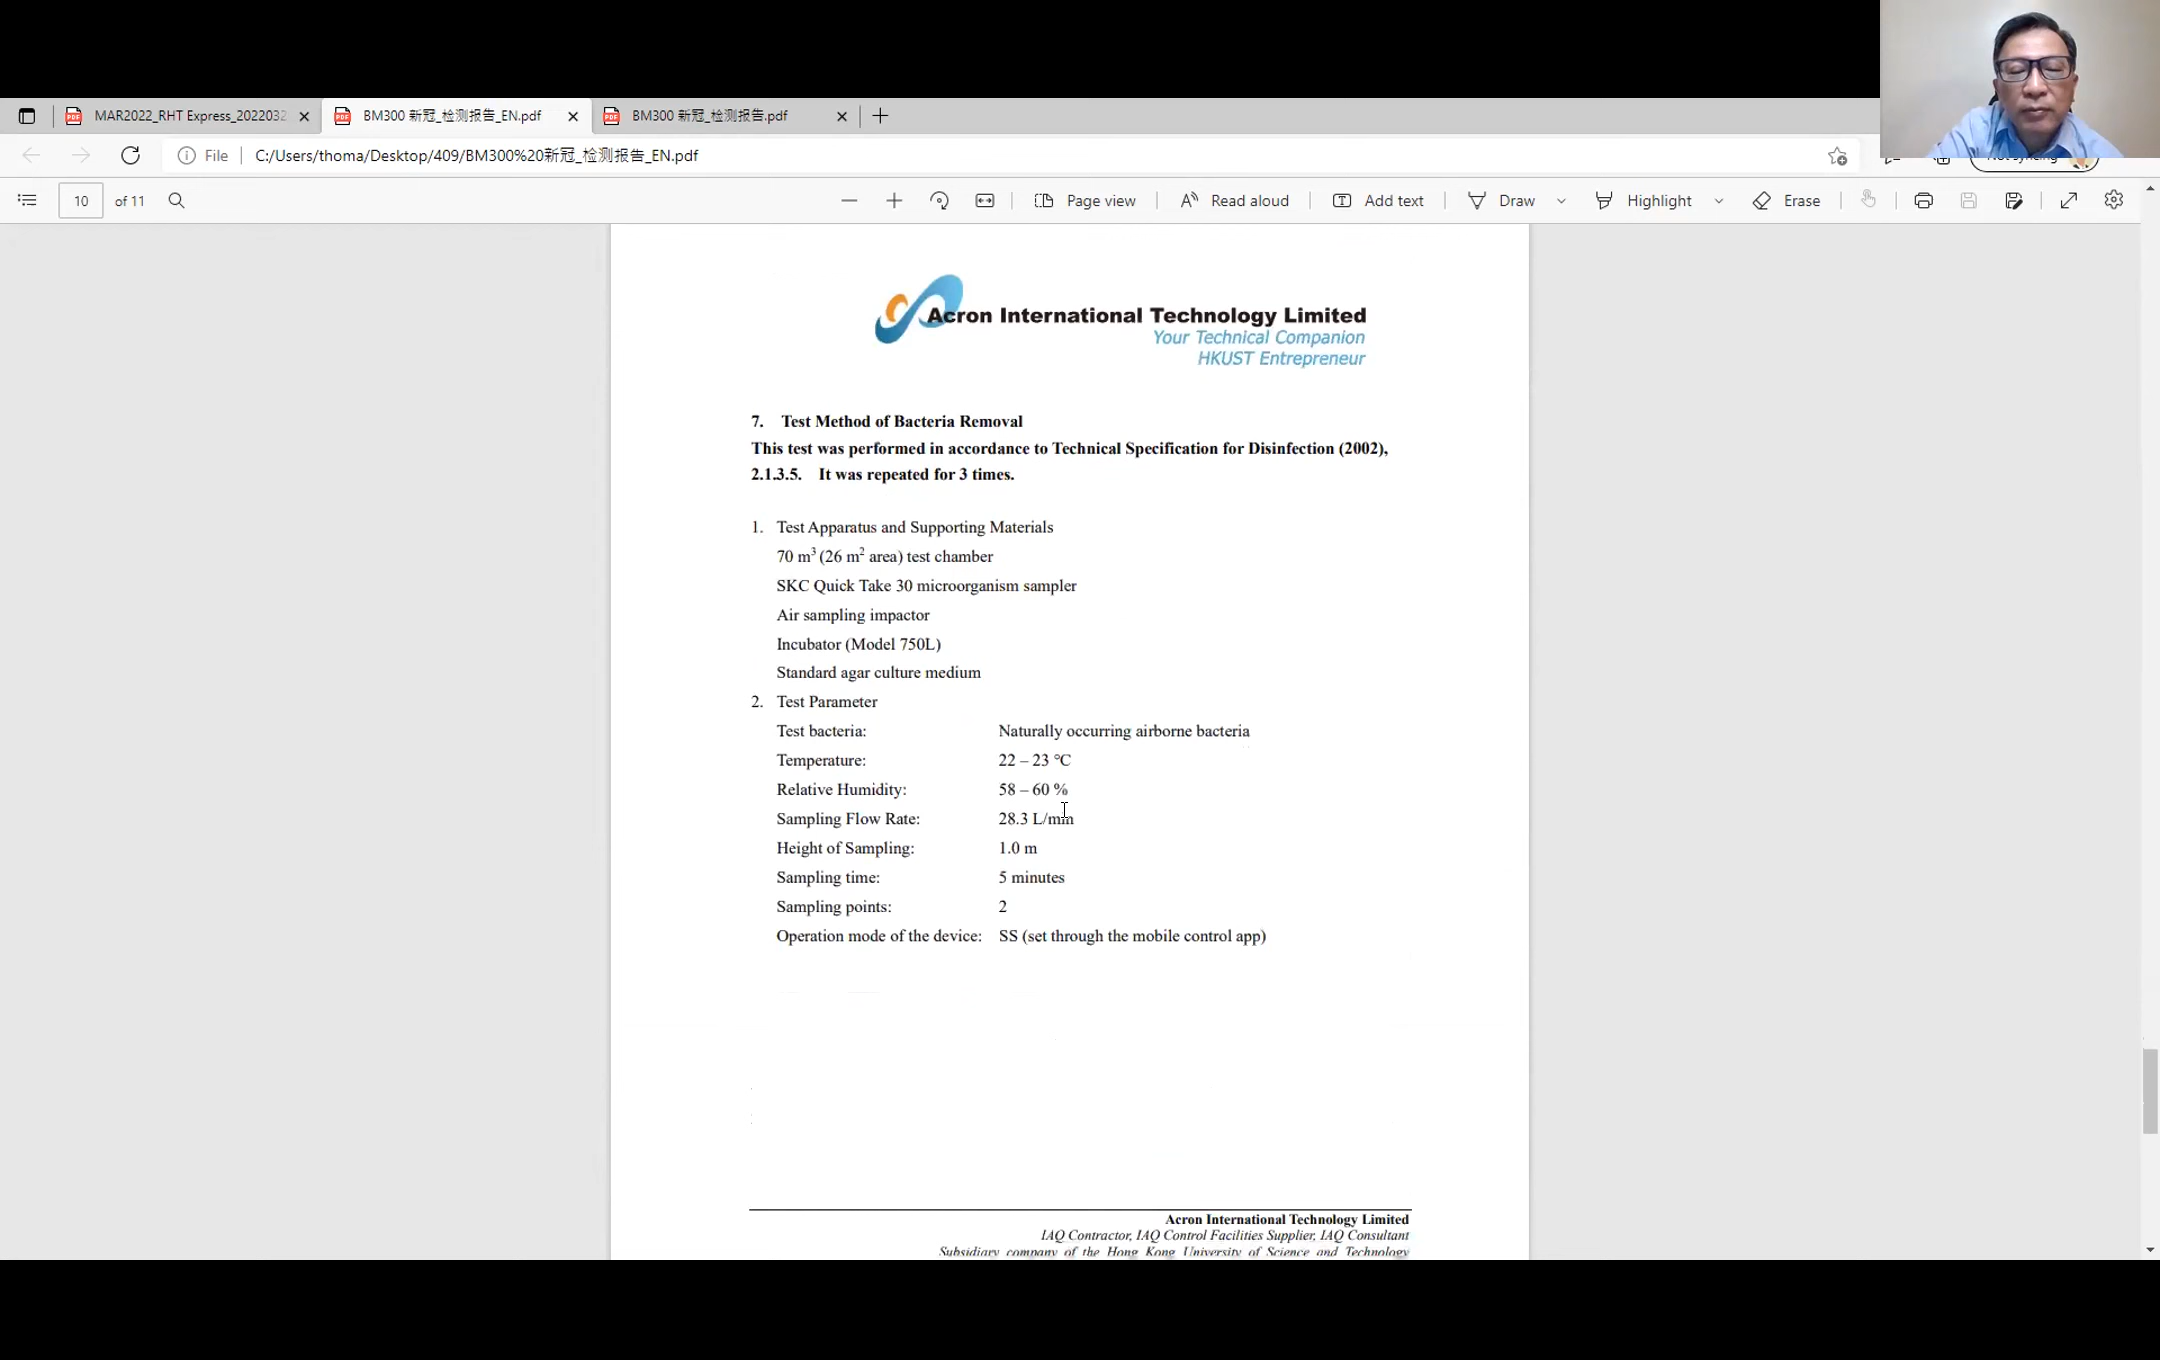 MAR2022_RHT Express_2022032
BM300 新冠_检测报告_EN.pdf
BM300 新冠_检测报告.pdf
File
C:/Users/thoma/Desktop/409/BM300%20新冠_检测报告_EN.pdf
Not syncing
10 of 11
Page view
Read aloud
Add text
Draw
Highlight
Erase
Acron International Technology Limited
Your Technical Companion
HKUST Entrepreneur
7. Test Method of Bacteria Removal
This test was performed in accordance to Technical Specification for Disinfection (2002),
2.1.3.5. It was repeated for 3 times.
1. Test Apparatus and Supporting Materials
70 m³ (26 m² area) test chamber
SKC Quick Take 30 microorganism sampler
Air sampling impactor
Incubator (Model 750L)
Standard agar culture medium
2. Test Parameter
Test bacteria: Naturally occurring airborne bacteria
Temperature: 22 – 23 °C
Relative Humidity: 58 – 60 %
Sampling Flow Rate: 28.3 L/min
Height of Sampling: 1.0 m
Sampling time: 5 minutes
Sampling points: 2
Operation mode of the device: SS (set through the mobile control app)
Acron International Technology Limited
IAQ Contractor, IAQ Control Facilities Supplier, IAQ Consultant
Subsidiary company of the Hong Kong University of Science and Technology